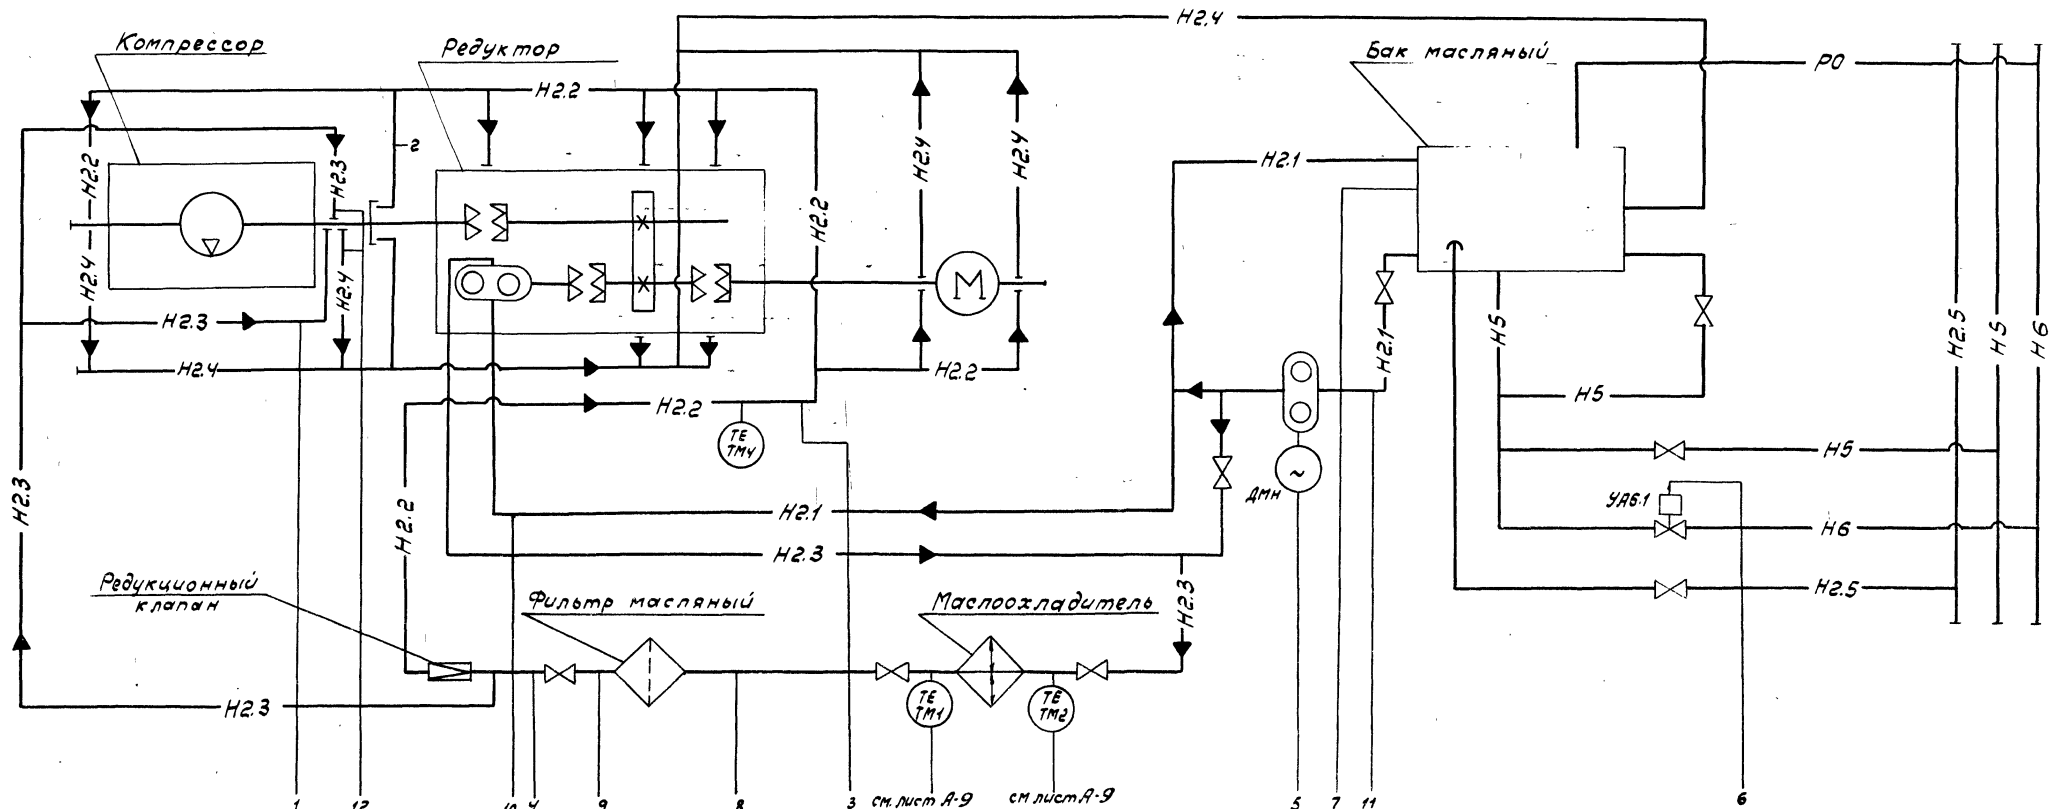 Н2.4
Компрессор
Редуктор
Бак масляный
РО
Н2.2
2
Н2.2
Н2.3
Н2.4
Н2.4
Н2.1
Н2.2
Н2.4
Н2.4
М
Н2.3
Н5
Н2.1
Н2.5
Н5
Н6
Н2.4
Н2.2
Н2.2
Н5
ТЕ
ТМ4
Н5
~
ДМН
УА6.1
Н2.3
Н2.2
Н2.1
Н6
Н2.3
Редукционный
клапан
Фильтр масляный
Маслоохладитель
Н2.3
Н2.5
ТЕ
ТМ1
ТЕ
ТМ2
Н2.3
1
12
10
4
9
8
3
см. лист А-9
см лист А-9
5
7
11
6